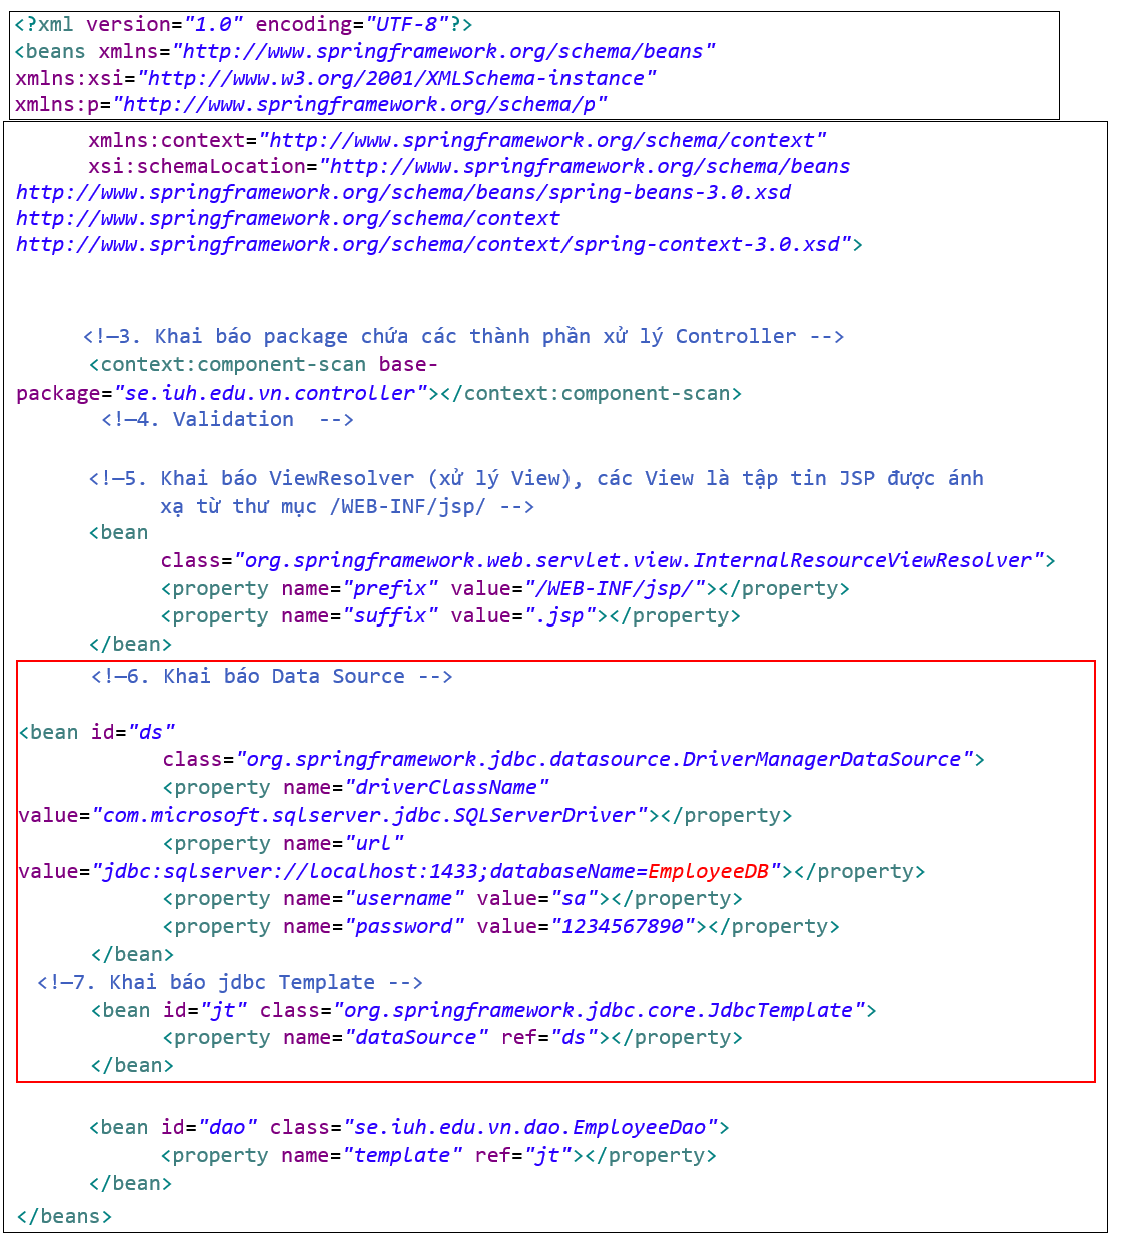 <?xml version="1.0" encoding="UTF-8"?>
<beans xmlns="http://www.springframework.org/schema/beans"
xmlns:xsi="http://www.w3.org/2001/XMLSchema-instance"
xmlns:p="http://www.springframework.org/schema/p"
xmlns:context="http://www.springframework.org/schema/context"
xsi:schemaLocation="http://www.springframework.org/schema/beans
http://www.springframework.org/schema/beans/spring-beans-3.0.xsd
http://www.springframework.org/schema/context
http://www.springframework.org/schema/context/spring-context-3.0.xsd">
<!—3. Khai báo package chứa các thành phần xử lý Controller -->
<context:component-scan base-
package="se.iuh.edu.vn.controller"></context:component-scan>
<!—4. Validation  -->
<!—5. Khai báo ViewResolver (xử lý View), các View là tập tin JSP được ánh
xạ từ thư mục /WEB-INF/jsp/ -->
<bean
class="org.springframework.web.servlet.view.InternalResourceViewResolver">
<property name="prefix" value="/WEB-INF/jsp/"></property>
<property name="suffix" value=".jsp"></property>
</bean>
<!—6. Khai báo Data Source -->
<bean id="ds"
class="org.springframework.jdbc.datasource.DriverManagerDataSource">
<property name="driverClassName"
value="com.microsoft.sqlserver.jdbc.SQLServerDriver"></property>
<property name="url"
value="jdbc:sqlserver://localhost:1433;databaseName=EmployeeDB"></property>
<property name="username" value="sa"></property>
<property name="password" value="1234567890"></property>
</bean>
<!—7. Khai báo jdbc Template -->
<bean id="jt" class="org.springframework.jdbc.core.JdbcTemplate">
<property name="dataSource" ref="ds"></property>
</bean>
<bean id="dao" class="se.iuh.edu.vn.dao.EmployeeDao">
<property name="template" ref="jt"></property>
</bean>
</beans>